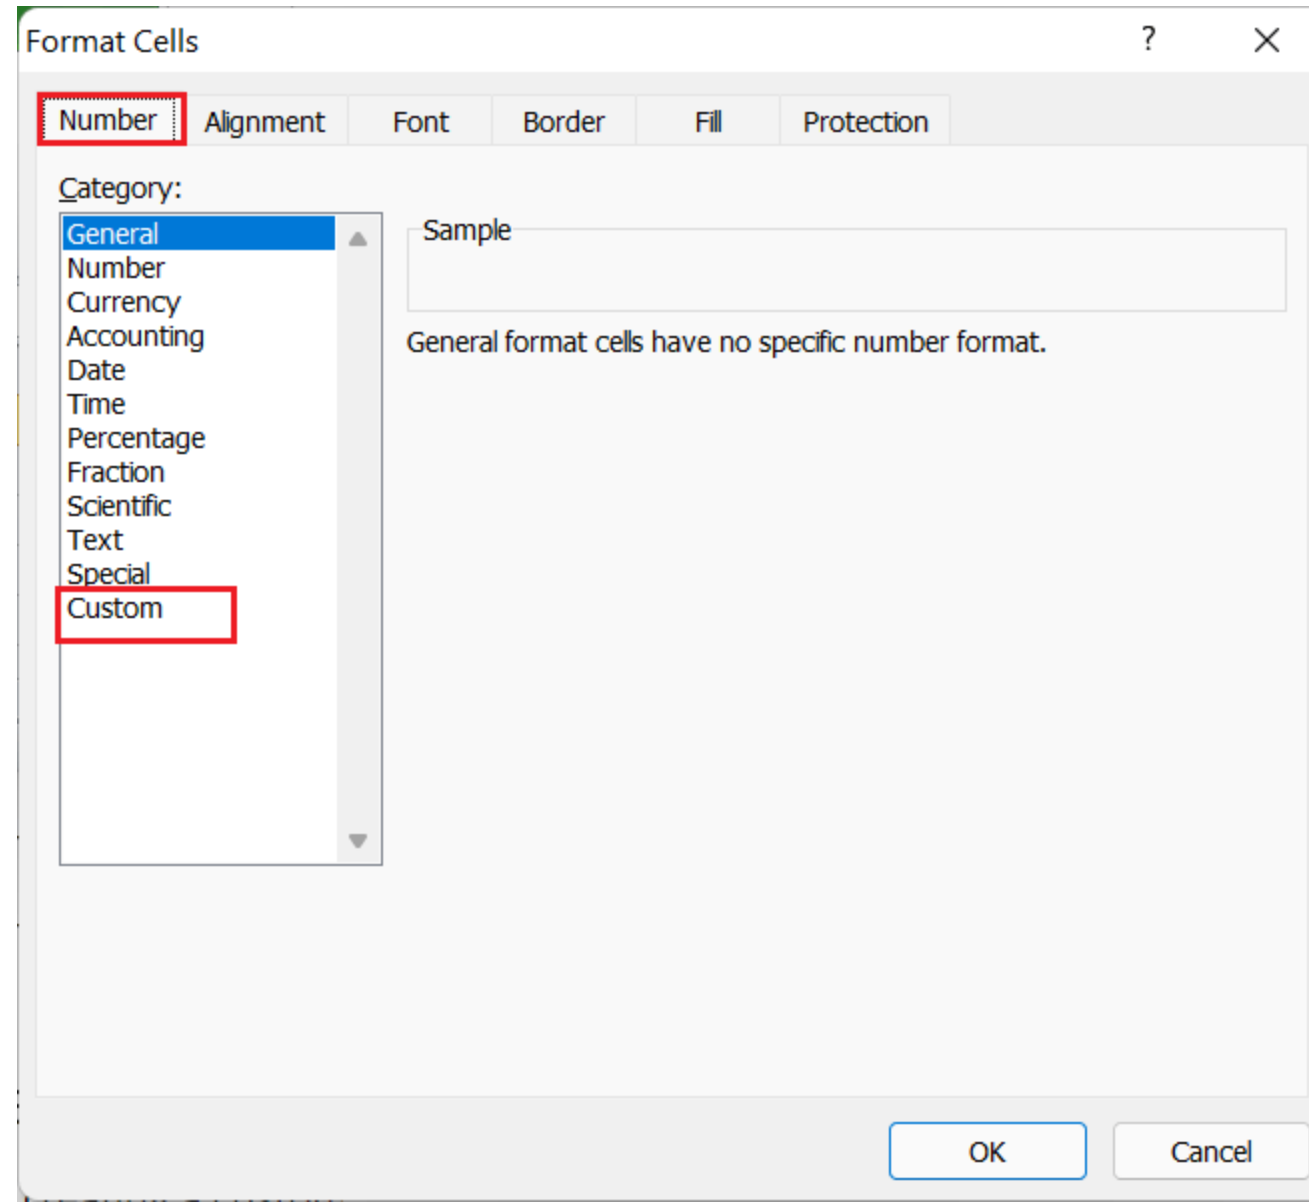 Format Cells ? ×
Number Alignment Font Border Fill Protection
Category:
General
Number
Currency
Accounting
Date
Time
Percentage
Fraction
Scientific
Text
Special
Custom
Sample
General format cells have no specific number format.
OK Cancel